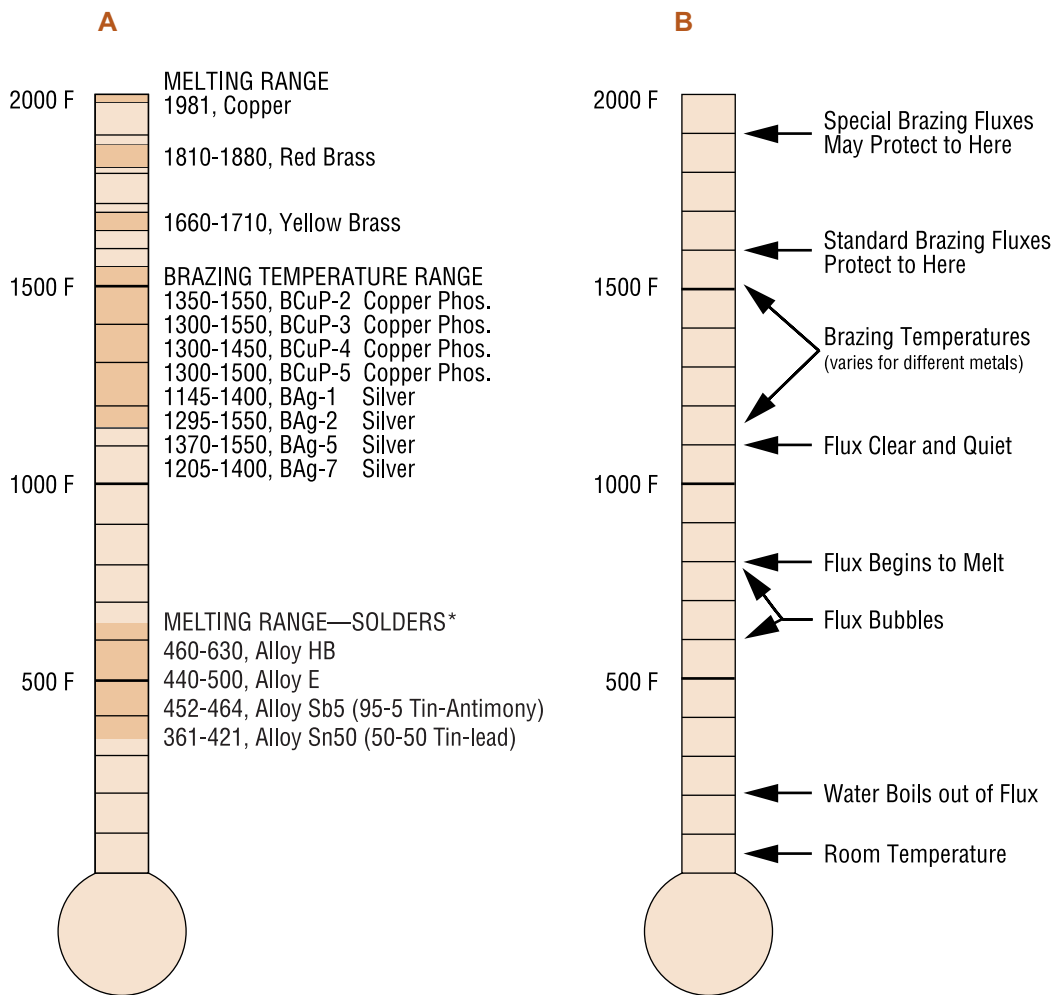 A
MELTING RANGE
2000 F
1981, Copper
1810-1880, Red Brass
1660-1710, Yellow Brass
BRAZING TEMPERATURE RANGE
1500 F
1350-1550, BCuP-2 Copper Phos.
1300-1550, BCuP-3 Copper Phos.
1300-1450, BCuP-4 Copper Phos.
1300-1500, BCuP-5 Copper Phos.
1145-1400, BAg-1 Silver
1295-1550, BAg-2 Silver
1370-1550, BAg-5 Silver
1205-1400, BAg-7 Silver
1000 F
MELTING RANGE—SOLDERS*
460-630, Alloy HB
440-500, Alloy E
500 F
452-464, Alloy Sb5 (95-5 Tin-Antimony)
361-421, Alloy Sn50 (50-50 Tin-lead)
B
2000 F
Special Brazing Fluxes
May Protect to Here
Standard Brazing Fluxes
Protect to Here
1500 F
Brazing Temperatures
(varies for different metals)
Flux Clear and Quiet
1000 F
Flux Begins to Melt
Flux Bubbles
500 F
Water Boils out of Flux
Room Temperature